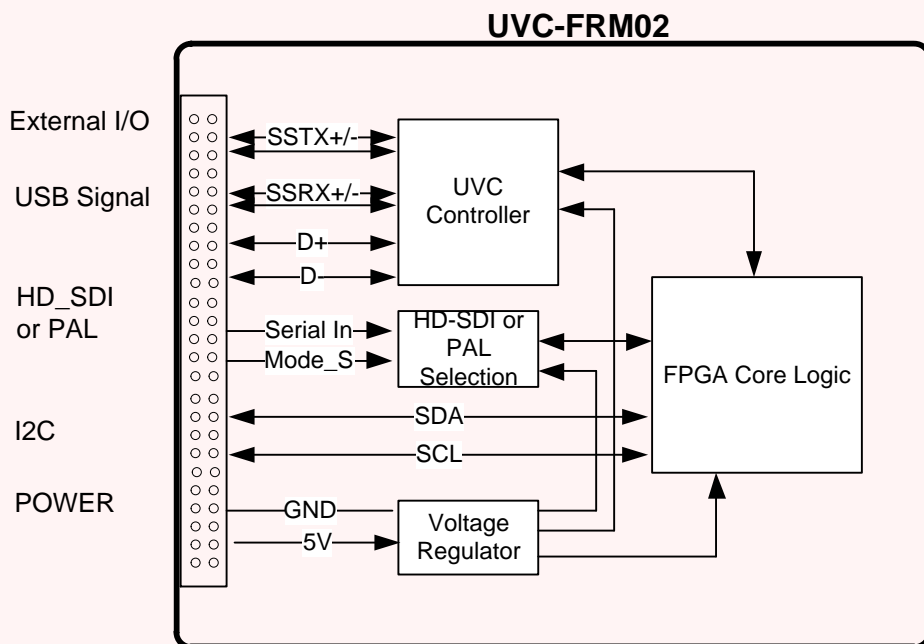 UVC-FRM02
External I/O
USB Signal
HD_SDI
or PAL
I2C
POWER
SSTX+/-
SSRX+/-
D+
D-
Serial In
Mode_S
SDA
SCL
GND
5V
UVC
Controller
HD-SDI or
PAL
Selection
Voltage
Regulator
FPGA Core Logic